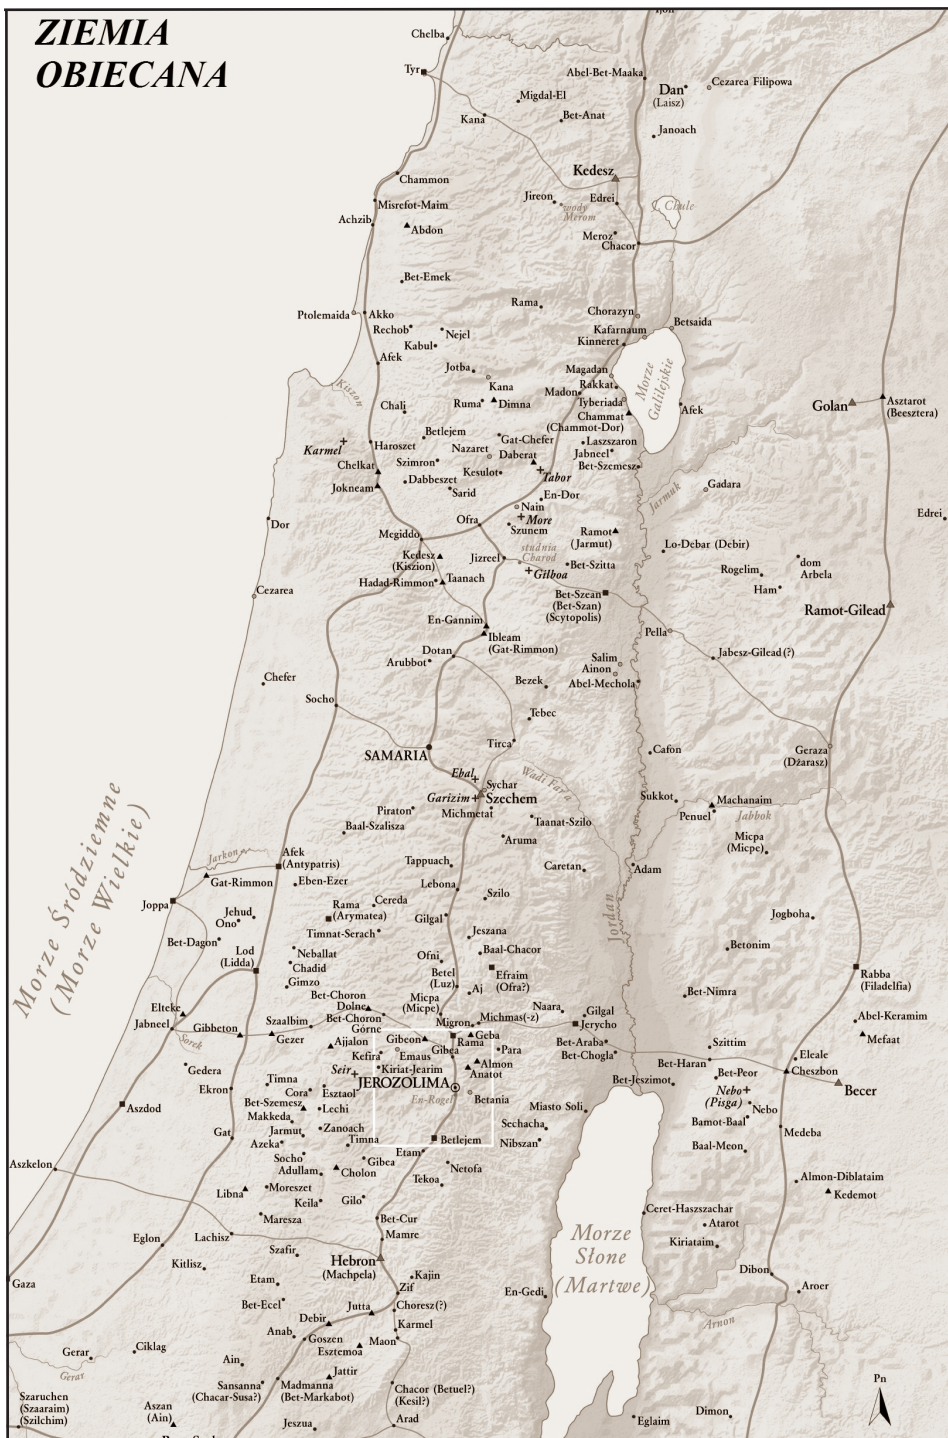 ZIEMIA
OBIECANA
Chelba
Tyr
Abel-Bet-Maaka
Dan
(Laisz)
Cezarea Filipowa
Migdal-El
Kana
Bet-Anat
Janoach
Chammon
Kedesz
Misrefot-Maim
Jireon
Edrei
wody
Merom
J. Chule
Achzib
Abdon
Meroz
Chacor
Bet-Emek
Rama
Ptolemaida
Akko
Chorazyn
Betsaida
Rechob
Nejel
Kafarnaum
Kinneret
Kabul
Afek
Jotba
Kana
Magadan
Rakkat
Madon
Morze
Galilejskie
Kiszon
Chali
Ruma
Dimna
Tyberiada
Chammat
(Chammot-Dor)
Afek
Golan
Asztarot
(Beesztera)
Betlejem
Gat-Chefer
Laszszaron
Karmel
Haroszet
Nazaret
Daberat
Jabneel
Bet-Szemesz
Chelkat
Szimron
Kesulot
Tabor
Jokneam
Dabbeszet
Sarid
En-Dor
Jarmuk
Gadara
Dor
Nain
More
Ofra
Szunem
Edrei
Megiddo
Ramot
(Jarmut)
studnia
Charod
Lo-Debar (Debir)
Kedesz
(Kiszion)
Jizreel
Bet-Szitta
dom
Arbela
Hadad-Rimmon
Taanach
Gilboa
Rogelim
Ham
Cezarea
Bet-Szean
(Bet-Szan)
(Scytopolis)
Ramot-Gilead
En-Gannim
Ibleam
(Gat-Rimmon)
Pella
Dotan
Arubbot
Salim
Ainon
Jabesz-Gilead (?)
Chefer
Bezek
Abel-Mechola
Socho
Tebec
Tirca
Cafon
Geraza
(Dżarasz)
SAMARIA
Ebal
Sychar
Wadi Far'a
Garizim
Szechem
Sukkot
Machanaim
Piraton
Michmetat
Penuel
Jabbok
Baal-Szalisza
Taanat-Szilo
Micpa
(Micpe)
Aruma
Jarkon
Afek
(Antypatris)
Tappuach
Caretan
Adam
Gat-Rimmon
Eben-Ezer
Lebona
Szilo
Joppa
Cereda
Jehud
Rama
(Arymatea)
Gilgal
Jordan
Jogboha
Ono
Timnat-Serach
Jeszana
Bet-Dagon
Betonim
Lod
(Lidda)
Neballat
Baal-Chacor
Chadid
Ofni
Rabba
(Filadelfia)
Gimzo
Betel
(Luz)
Efraim
(Ofra?)
Bet-Choron
Dolne
Aj
Bet-Nimra
Elteke
Micpa
(Micpe)
Naara
Gilgal
Abel-Keramim
Jabneel
Szaalbim
Bet-Choron
Górne
Migron
Michmas(-z)
Jerycho
Gibbeton
Gezer
Ajjalon
Gibeon
Geba
Rama
Mefaat
Sorek
Emaus
Gibea
Para
Bet-Araba
Bet-Chogla
Szittim
Kefira
Kiriat-Jearim
Almon
Anatot
Bet-Haran
Eleale
Gedera
Seir
JEROZOLIMA
Bet-Jeszimot
Bet-Peor
Cheszbon
Becer
Timna
Cora
Esztaol
En-Rogel
Betania
Nebo
(Pisga)
Ekron
Bet-Szemesz
Lechi
Miasto Soli
Nebo
Aszdod
Makkeda
Bamot-Baal
Gat
Jarmut
Zanoach
Sechacha
Medeba
Azeka
Timna
Betlejem
Nibszan
Baal-Meon
Socho
Etam
Aszkelon
Adullam
Gibea
Netofa
Cholon
Tekoa
Almon-Diblataim
Libna
Moreszet
Gilo
Kedemot
Keila
Maresza
Bet-Cur
Ceret-Haszszachar
Atarot
Mamre
Kiriataim
Eglon
Lachisz
Szafir
Hebron
(Machpela)
Morze
Słone
(Martwe)
Kitlisz
Dibon
Gaza
Etam
Kajin
Zif
En-Gedi
Aroer
Bet-Ecel
Jutta
Choresz(?)
Debir
Karmel
Arnon
Anab
Goszen
Maon
Gerar
Ciklag
Esztemoa
Ain
Jattir
Gerar
Sansanna
(Chacar-Susa?)
Madmanna
(Bet-Markabot)
Chacor (Betuel?)
(Kesil?)
Szaruchen
(Szaaraim)
(Szilchim)
Aszan
(Ain)
Jeszua
Arad
Eglaim
Dimon
Pn
Morze Śródziemne
(Morze Wielkie)